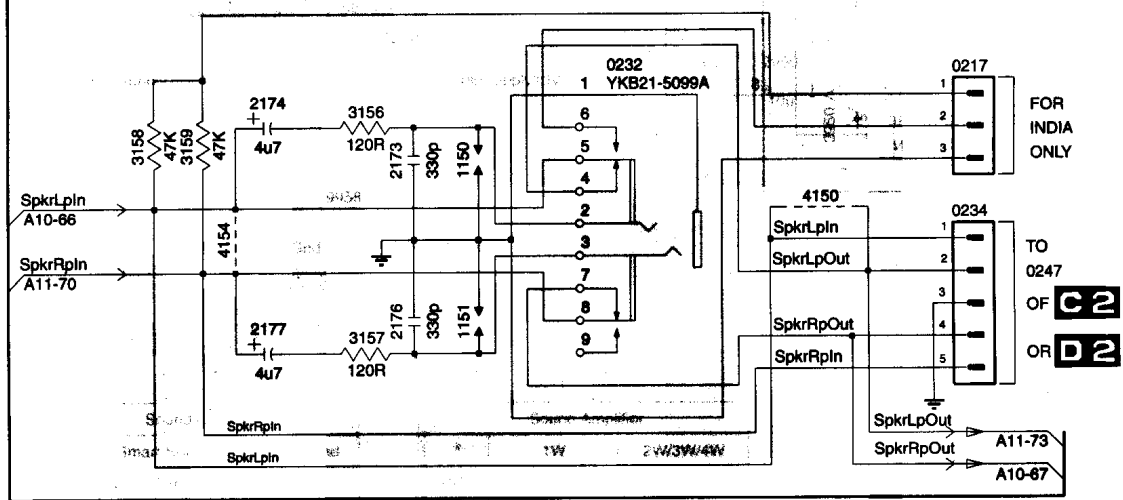 0232
1 YKB21-5099A
0217
1
2
3
FOR
INDIA
ONLY
3158
47K
3159
47K
2174
+
4u7
3156
120R
2173
330p
1150
6
5
4
2
3
7
8
9
SpkrLpIn
A10-66
4154
SpkrRpIn
A11-70
2177
+
4u7
3157
120R
2176
330p
1151
4150
0234
SpkrLpIn
1
SpkrLpOut
2
3
SpkrRpOut
4
SpkrRpIn
5
TO
0247
OF C2
OR D2
SpkrRpIn
SpkrLpIn
1W
2W/3W/4W
SpkrLpOut
A11-73
SpkrRpOut
A10-67